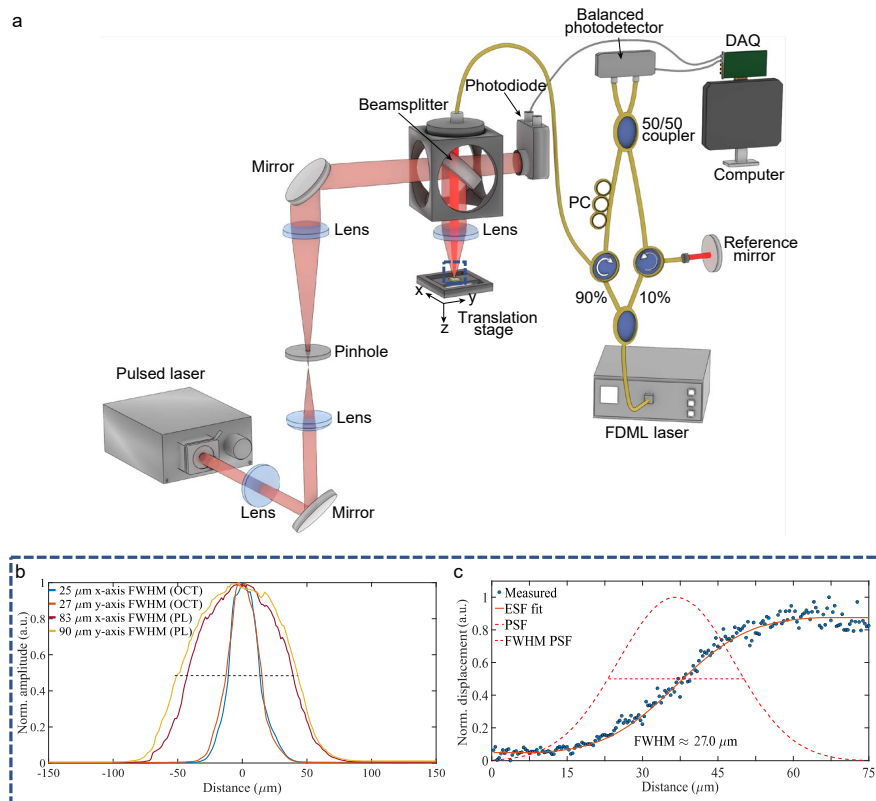 a
Balanced
photodetector
DAQ
Photodiode
Beamsplitter
50/50
coupler
Mirror
Computer
PC
Lens
Lens
Reference
mirror
x
y
90%
10%
z
Translation
stage
Pinhole
Pulsed laser
Lens
FDML laser
Lens
Mirror
b
1
0.8
0.6
0.4
0.2
0
Norm. amplitude (a.u.)
25 μm x-axis FWHM (OCT)
27 μm y-axis FWHM (OCT)
83 μm x-axis FWHM (PL)
90 μm y-axis FWHM (PL)
-150 -100 -50 0 50 100 150
Distance (μm)
c
1
0.8
0.6
0.4
0.2
0
Norm. displacement (a.u.)
Measured
ESF fit
PSF
FWHM PSF
FWHM ≈ 27.0 μm
0 15 30 45 60 75
Distance (μm)